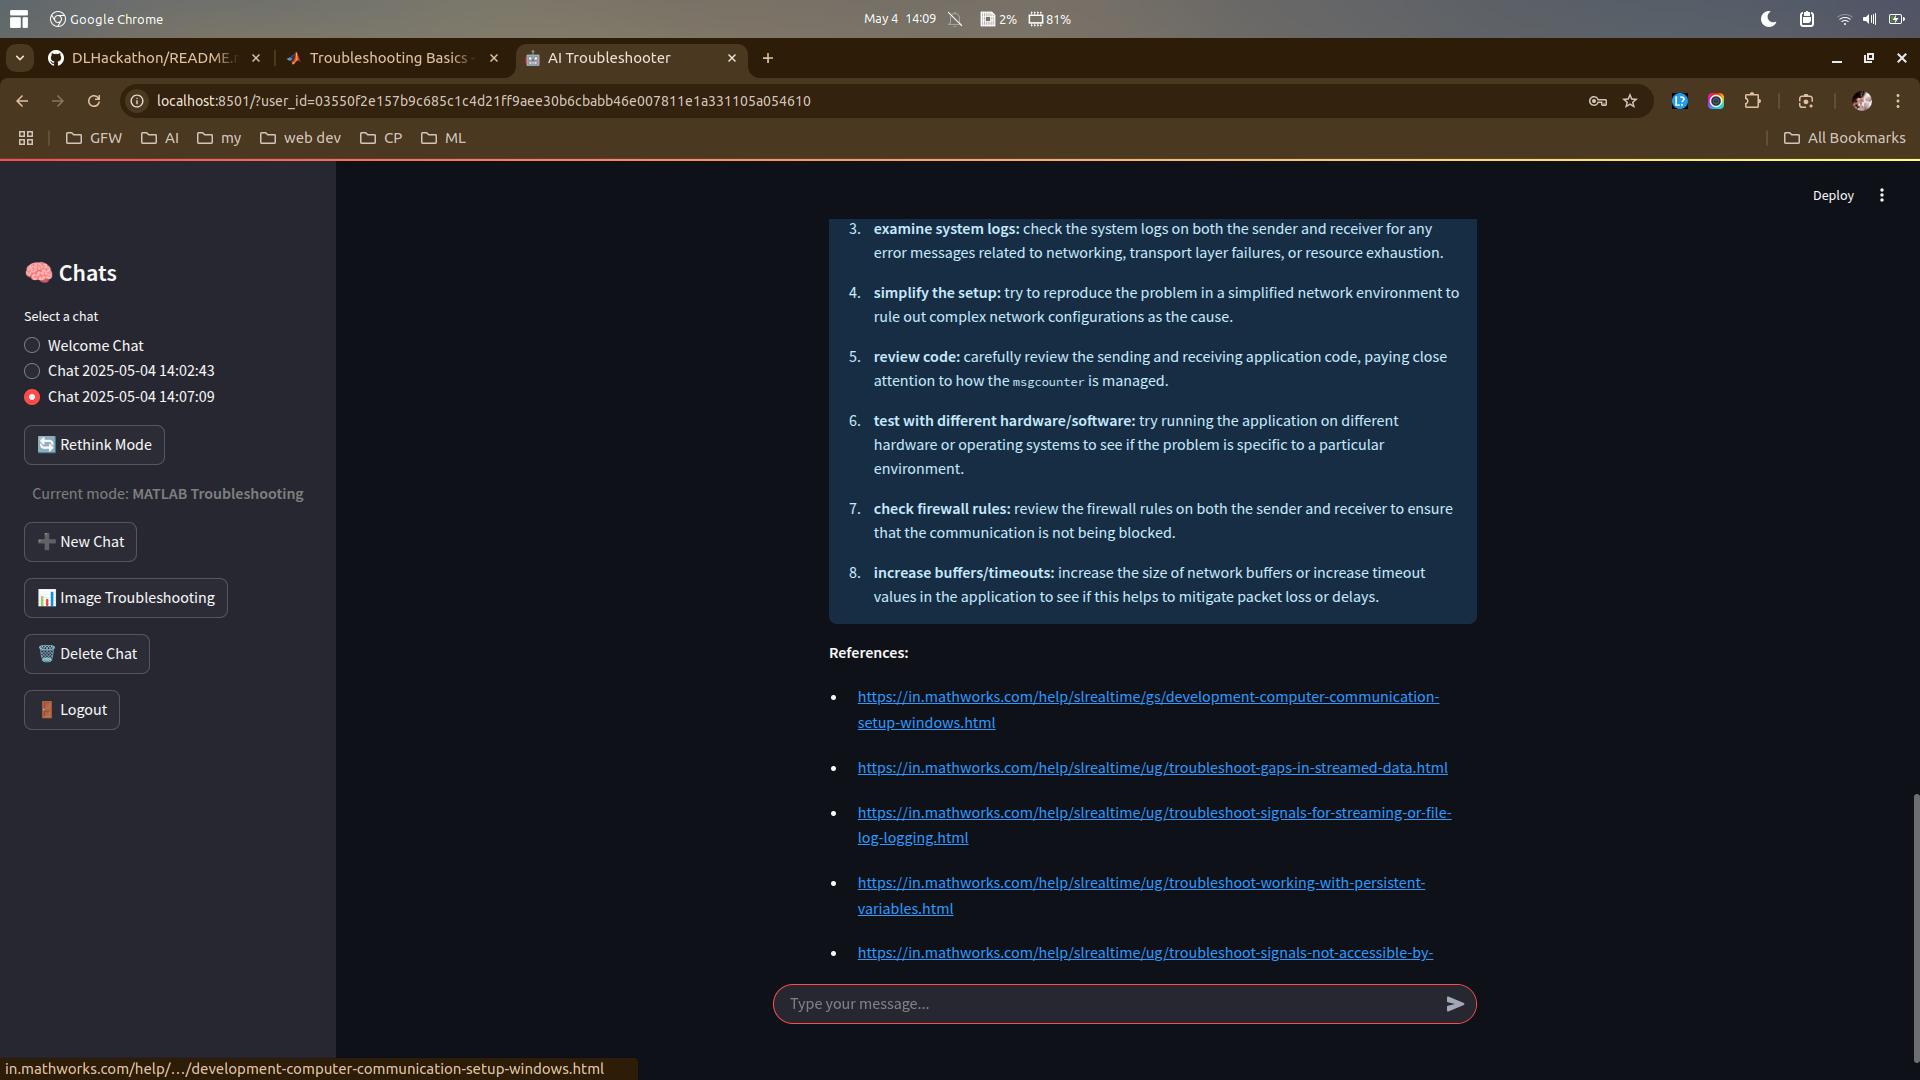 Google Chrome
May 4 14:09
2%
81%
DLHackathon/README.
Troubleshooting Basics
AI Troubleshooter
localhost:8501/?user_id=03550f2e157b9c685c1c4d21ff9aee30b6cbabb46e007811e1a331105a054610
GFW
AI
my
web dev
CP
ML
All Bookmarks
Deploy
Chats
Select a chat
Welcome Chat
Chat 2025-05-04 14:02:43
Chat 2025-05-04 14:07:09
Rethink Mode
Current mode: MATLAB Troubleshooting
New Chat
Image Troubleshooting
Delete Chat
Logout
3. examine system logs: check the system logs on both the sender and receiver for any
error messages related to networking, transport layer failures, or resource exhaustion.
4. simplify the setup: try to reproduce the problem in a simplified network environment to
rule out complex network configurations as the cause.
5. review code: carefully review the sending and receiving application code, paying close
attention to how the msgcounter is managed.
6. test with different hardware/software: try running the application on different
hardware or operating systems to see if the problem is specific to a particular
environment.
7. check firewall rules: review the firewall rules on both the sender and receiver to ensure
that the communication is not being blocked.
8. increase buffers/timeouts: increase the size of network buffers or increase timeout
values in the application to see if this helps to mitigate packet loss or delays.
References:
https://in.mathworks.com/help/slrealtime/gs/development-computer-communication-
setup-windows.html
https://in.mathworks.com/help/slrealtime/ug/troubleshoot-gaps-in-streamed-data.html
https://in.mathworks.com/help/slrealtime/ug/troubleshoot-signals-for-streaming-or-file-
log-logging.html
https://in.mathworks.com/help/slrealtime/ug/troubleshoot-working-with-persistent-
variables.html
https://in.mathworks.com/help/slrealtime/ug/troubleshoot-signals-not-accessible-by-
Type your message...
in.mathworks.com/help/…/development-computer-communication-setup-windows.html